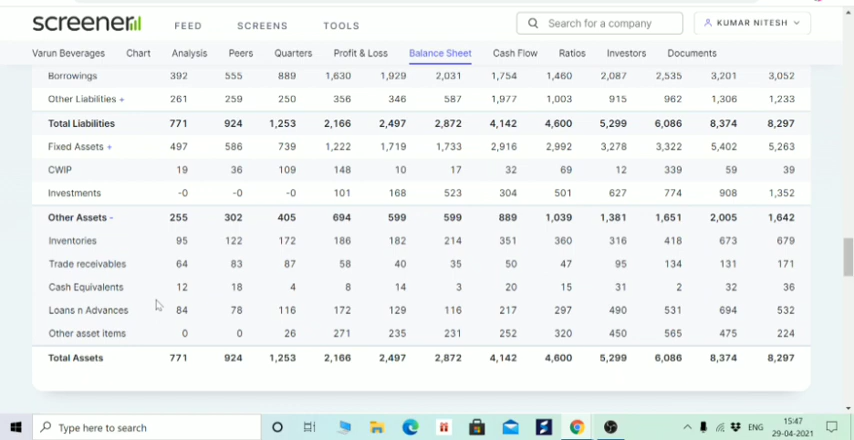 screener
FEED SCREENS TOOLS
Search for a company
KUMAR NITESH
Varun Beverages Chart Analysis Peers Quarters Profit & Loss Balance Sheet Cash Flow Ratios Investors Documents
Borrowings 392 555 889 1,630 1,929 2,031 1,754 1,460 2,087 2,535 3,201 3,052
Other Liabilities + 261 259 250 356 346 587 1,977 1,003 915 962 1,306 1,233
Total Liabilities 771 924 1,253 2,166 2,497 2,872 4,142 4,600 5,299 6,086 8,374 8,297
Fixed Assets + 497 586 739 1,222 1,719 1,733 2,916 2,992 3,278 3,322 5,402 5,263
CWIP 19 36 109 148 10 17 32 69 12 339 59 39
Investments -0 -0 -0 101 168 523 304 501 627 774 908 1,352
Other Assets - 255 302 405 694 599 599 889 1,039 1,381 1,651 2,005 1,642
Inventories 95 122 172 186 182 214 351 360 316 418 673 679
Trade receivables 64 83 87 58 40 35 50 47 95 134 131 171
Cash Equivalents 12 18 4 8 14 3 20 15 31 2 32 36
Loans n Advances 84 78 116 172 129 116 217 297 490 531 694 532
Other asset items 0 0 26 271 235 231 252 320 450 565 475 224
Total Assets 771 924 1,253 2,166 2,497 2,872 4,142 4,600 5,299 6,086 8,374 8,297
Type here to search
ENG
15:47
29-04-2021